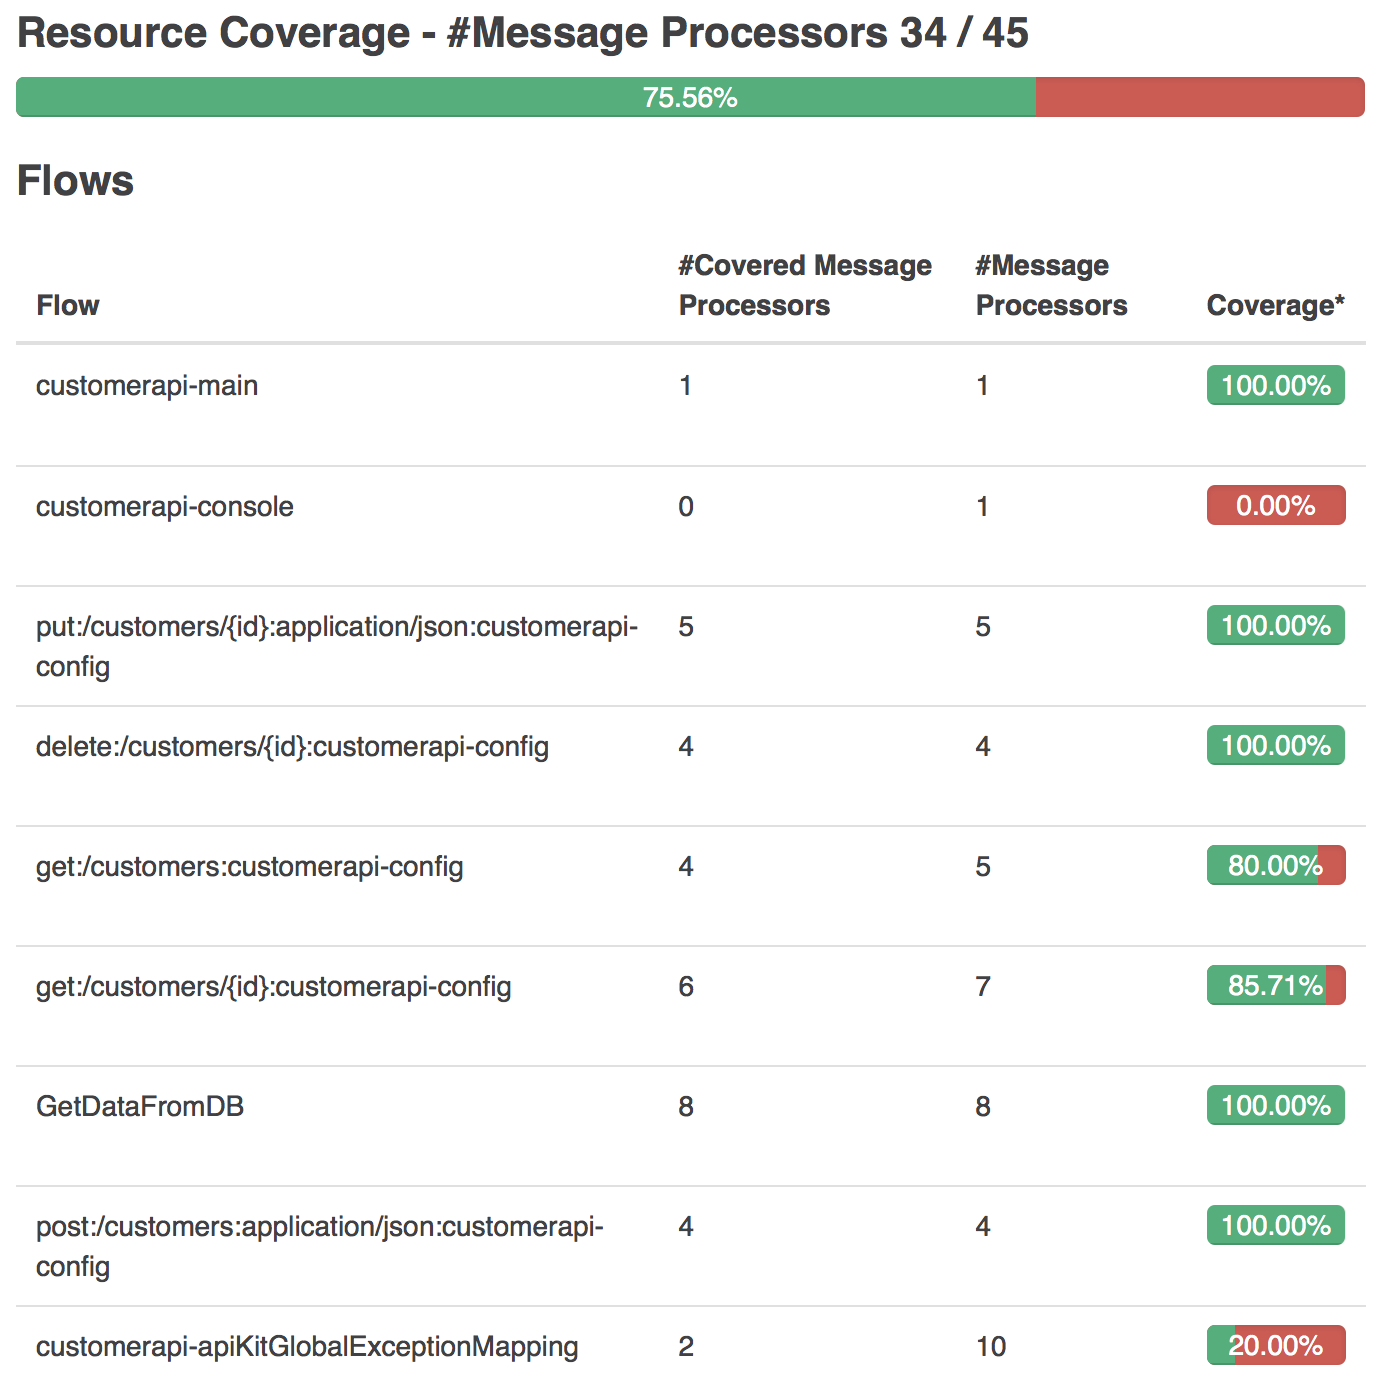 Resource Coverage - #Message Processors 34 / 45
75.56%
Flows
#Covered Message #Message
Flow Processors Processors Coverage*
customerapi-main 1 1 100.00%
customerapi-console 0 1 0.00%
put:/customers/{id}:application/json:customerapi- 5 5 100.00%
config
delete:/customers/{id}:customerapi-config 4 4 100.00%
get:/customers:customerapi-config 4 5 80.00%
get:/customers/{id}:customerapi-config 6 7 85.71%
GetDataFromDB 8 8 100.00%
post:/customers:application/json:customerapi- 4 4 100.00%
config
customerapi-apiKitGlobalExceptionMapping 2 10 20.00%